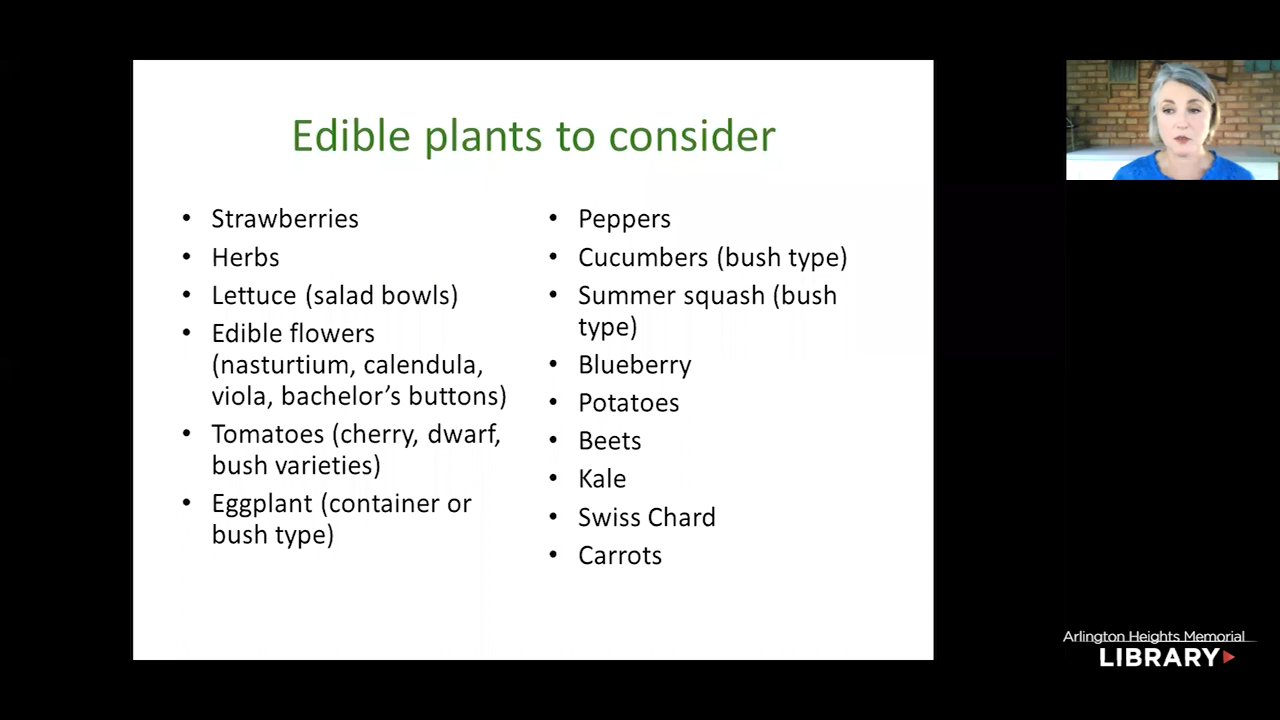 Edible plants to consider
• Strawberries
• Herbs
• Lettuce (salad bowls)
• Edible flowers
(nasturtium, calendula,
viola, bachelor’s buttons)
• Tomatoes (cherry, dwarf,
bush varieties)
• Eggplant (container or
bush type)
• Peppers
• Cucumbers (bush type)
• Summer squash (bush
type)
• Blueberry
• Potatoes
• Beets
• Kale
• Swiss Chard
• Carrots
Arlington Heights Memorial
LIBRARY